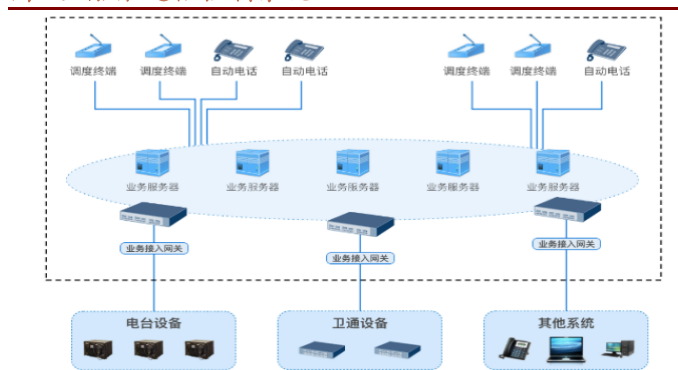 调度终端 调度终端 自动电话 自动电话 调度终端 调度终端 自动电话
业务服务器 业务服务器 业务服务器 业务服务器 业务服务器
业务接入网关 业务接入网关 业务接入网关
电台设备 卫通设备 其他系统